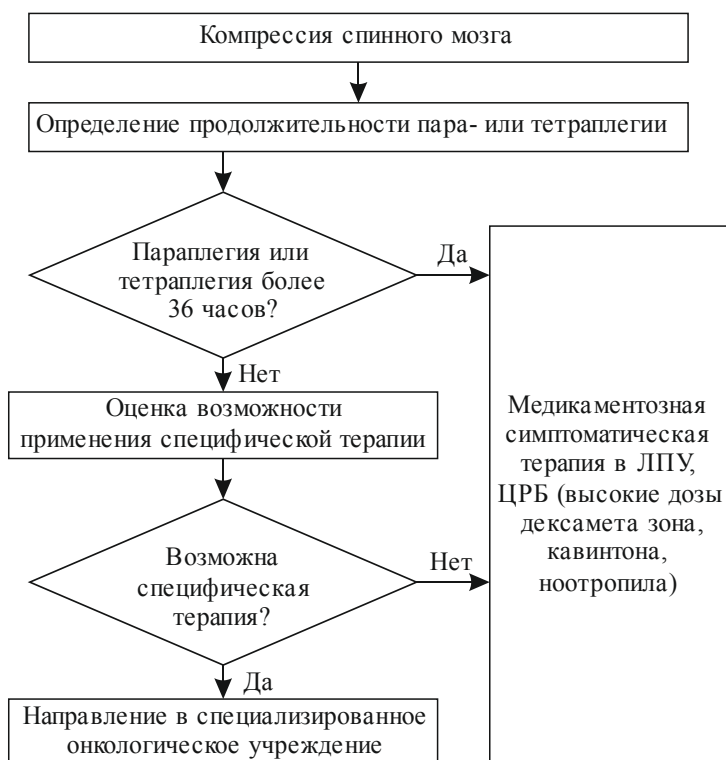 Компрессия спинного мозга
Определение продолжительности пара- или тетраплегии
Параплегия или
тетраплегия более
36 часов?
Да
Нет
Оценка возможности
применения специфической терапии
Возможна
специфическая
терапия?
Нет
Да
Направление в специализированное
онкологическое учреждение
Медикаментозная
симптоматическая
терапия в ЛПУ,
ЦРБ (высокие дозы
дексамета зона,
кавинтона,
ноотропила)